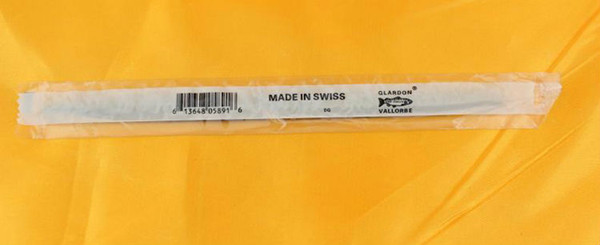 6 13648 05891 6
MADE IN SWISS
GLARDON®
VALLORBE